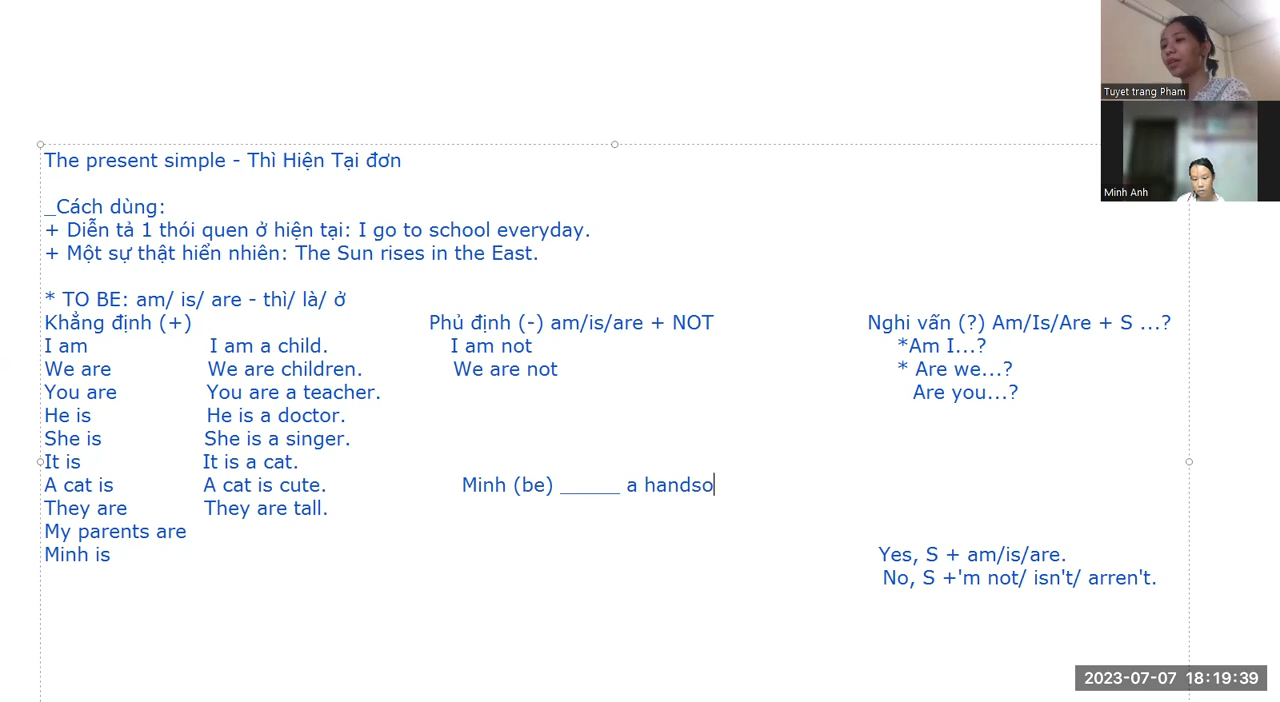 Tuyet trang Pham
Minh Anh
The present simple - Thì Hiện Tại đơn
_Cách dùng:
+ Diễn tả 1 thói quen ở hiện tại: I go to school everyday.
+ Một sự thật hiển nhiên: The Sun rises in the East.
* TO BE: am/ is/ are - thì/ là/ ở
Khẳng định (+) Phủ định (-) am/is/are + NOT Nghi vấn (?) Am/Is/Are + S ...?
I am I am a child. I am not *Am I...?
We are We are children. We are not * Are we...?
You are You are a teacher. Are you...?
He is He is a doctor.
She is She is a singer.
It is It is a cat.
A cat is A cat is cute. Minh (be) ______ a handso
They are They are tall.
My parents are
Minh is Yes, S + am/is/are.
No, S +'m not/ isn't/ arren't.
2023-07-07 18:19:39